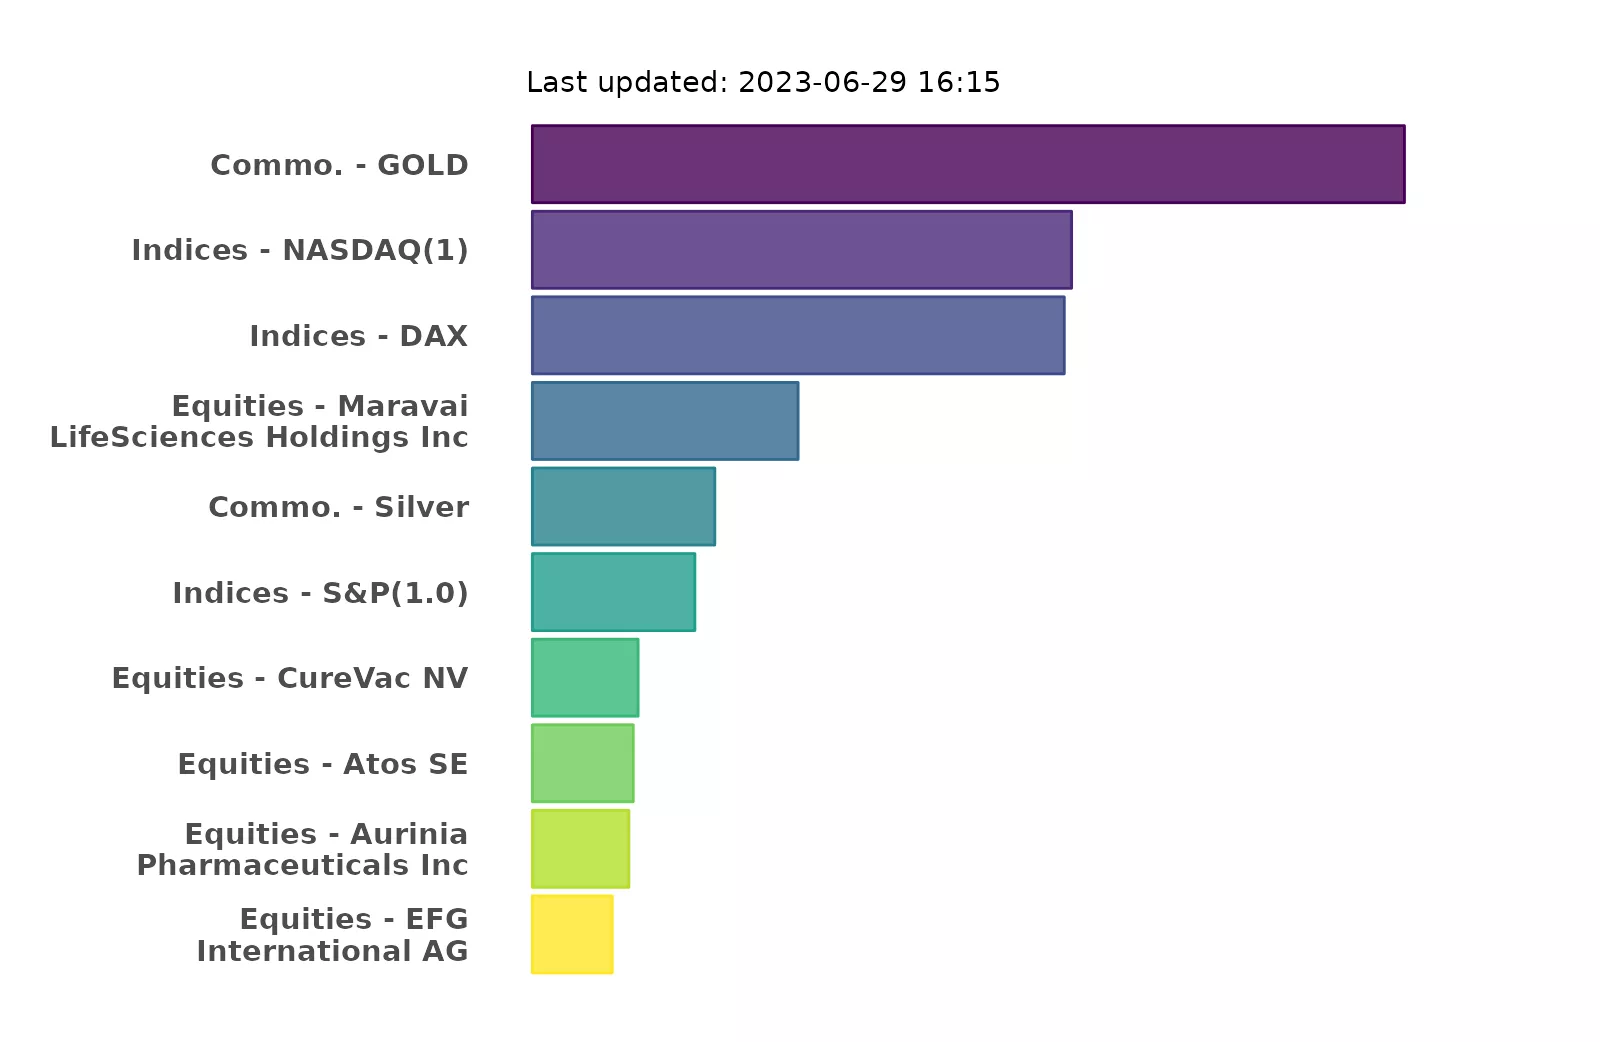 Last updated: 2023-06-29 16:15
Commo. - GOLD
Indices - NASDAQ(1)
Indices - DAX
Equities - Maravai
LifeSciences Holdings Inc
Commo. - Silver
Indices - S&P(1.0)
Equities - CureVac NV
Equities - Atos SE
Equities - Aurinia
Pharmaceuticals Inc
Equities - EFG
International AG